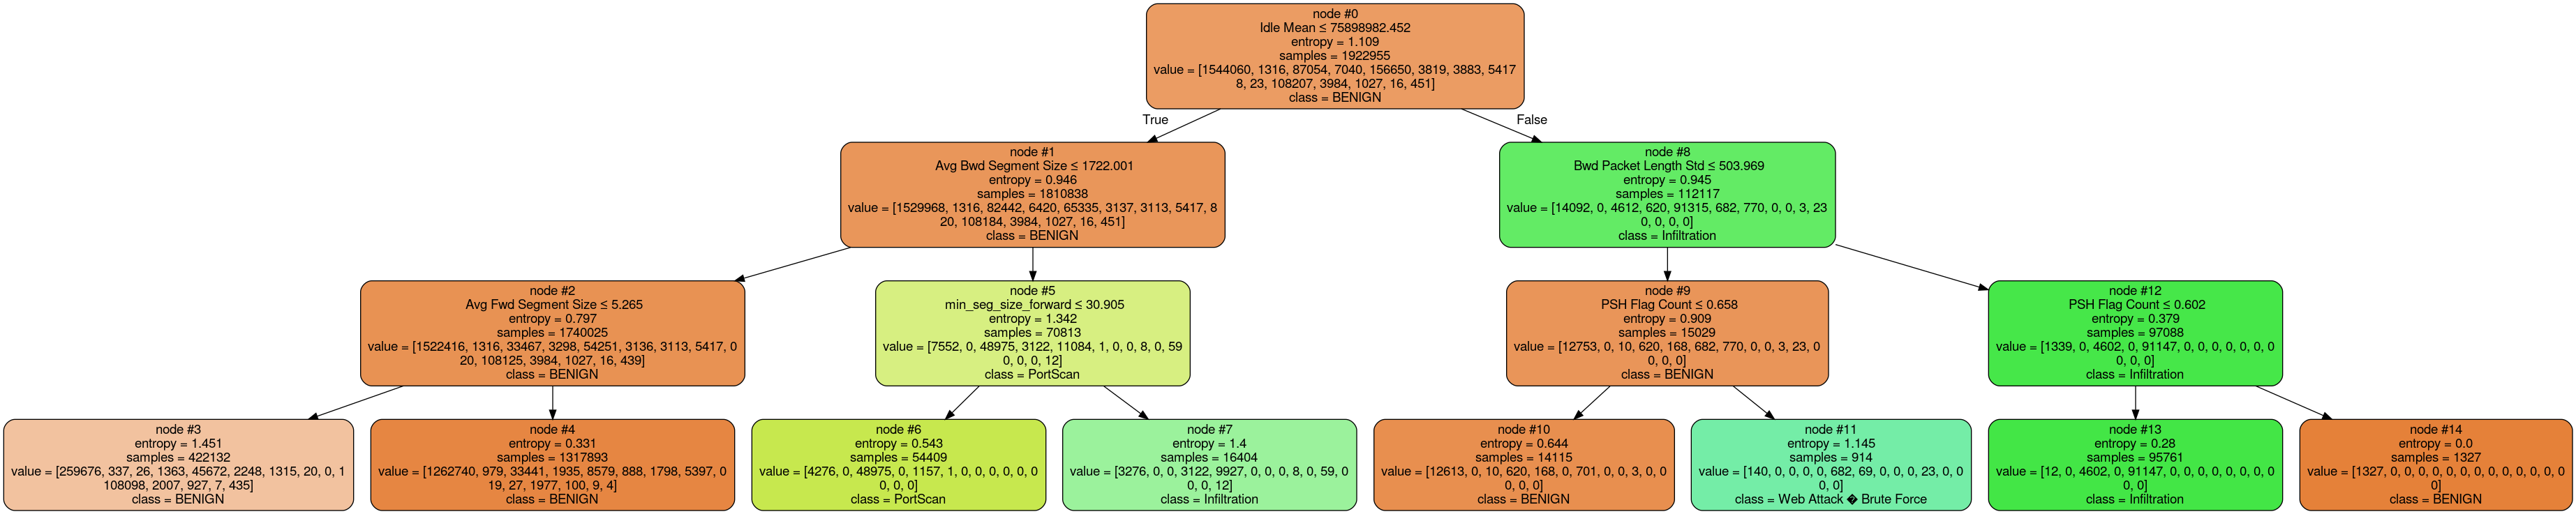 node #0
Idle Mean ≤ 75898982.452
entropy = 1.109
samples = 1922955
value = [1544060, 1316, 87054, 7040, 156650, 3819, 3883, 5417
8, 23, 108207, 3984, 1027, 16, 451]
class = BENIGN
True
False
node #1
Avg Bwd Segment Size ≤ 1722.001
entropy = 0.946
samples = 1810838
value = [1529968, 1316, 82442, 6420, 65335, 3137, 3113, 5417, 8
20, 108184, 3984, 1027, 16, 451]
class = BENIGN
node #8
Bwd Packet Length Std ≤ 503.969
entropy = 0.945
samples = 112117
value = [14092, 0, 4612, 620, 91315, 682, 770, 0, 0, 3, 23
0, 0, 0, 0]
class = Infiltration
node #2
Avg Fwd Segment Size ≤ 5.265
entropy = 0.797
samples = 1740025
value = [1522416, 1316, 33467, 3298, 54251, 3136, 3113, 5417, 0
20, 108125, 3984, 1027, 16, 439]
class = BENIGN
node #5
min_seg_size_forward ≤ 30.905
entropy = 1.342
samples = 70813
value = [7552, 0, 48975, 3122, 11084, 1, 0, 0, 8, 0, 59
0, 0, 0, 12]
class = PortScan
node #9
PSH Flag Count ≤ 0.658
entropy = 0.909
samples = 15029
value = [12753, 0, 10, 620, 168, 682, 770, 0, 0, 3, 23, 0
0, 0, 0]
class = BENIGN
node #12
PSH Flag Count ≤ 0.602
entropy = 0.379
samples = 97088
value = [1339, 0, 4602, 0, 91147, 0, 0, 0, 0, 0, 0, 0
0, 0, 0]
class = Infiltration
node #3
entropy = 1.451
samples = 422132
value = [259676, 337, 26, 1363, 45672, 2248, 1315, 20, 0, 1
108098, 2007, 927, 7, 435]
class = BENIGN
node #4
entropy = 0.331
samples = 1317893
value = [1262740, 979, 33441, 1935, 8579, 888, 1798, 5397, 0
19, 27, 1977, 100, 9, 4]
class = BENIGN
node #6
entropy = 0.543
samples = 54409
value = [4276, 0, 48975, 0, 1157, 1, 0, 0, 0, 0, 0, 0
0, 0, 0]
class = PortScan
node #7
entropy = 1.4
samples = 16404
value = [3276, 0, 0, 3122, 9927, 0, 0, 0, 8, 0, 59, 0
0, 0, 12]
class = Infiltration
node #10
entropy = 0.644
samples = 14115
value = [12613, 0, 10, 620, 168, 0, 701, 0, 0, 3, 0, 0
0, 0, 0]
class = BENIGN
node #11
entropy = 1.145
samples = 914
value = [140, 0, 0, 0, 0, 682, 69, 0, 0, 0, 23, 0, 0
0, 0]
class = Web Attack � Brute Force
node #13
entropy = 0.28
samples = 95761
value = [12, 0, 4602, 0, 91147, 0, 0, 0, 0, 0, 0, 0, 0
0, 0]
class = Infiltration
node #14
entropy = 0.0
samples = 1327
value = [1327, 0, 0, 0, 0, 0, 0, 0, 0, 0, 0, 0, 0, 0
0]
class = BENIGN